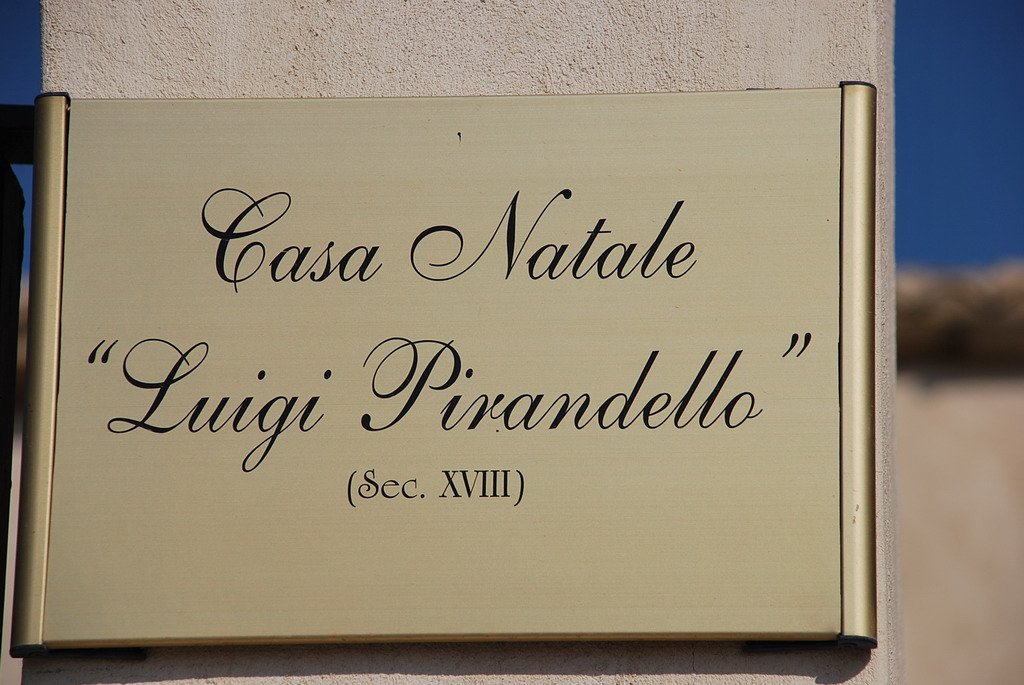 Casa Natale
“Luigi Pirandello”
(Sec. XVIII)